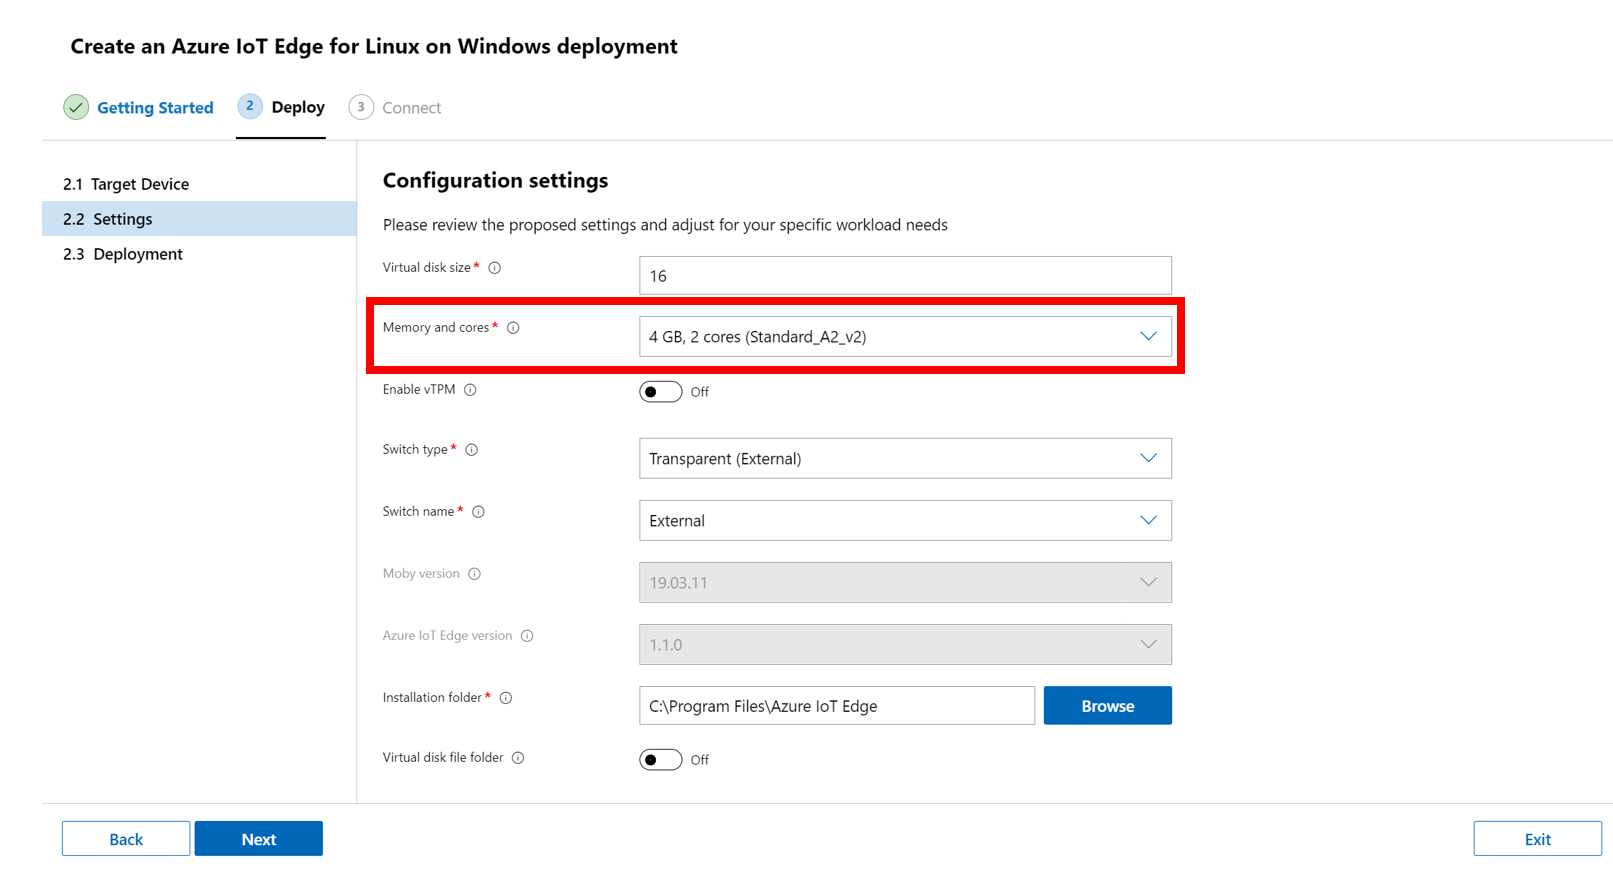 Create an Azure IoT Edge for Linux on Windows deployment
Getting Started 2 Deploy 3 Connect
2.1 Target Device
2.2 Settings
2.3 Deployment
Configuration settings
Please review the proposed settings and adjust for your specific workload needs
Virtual disk size* 16
Memory and cores* 4 GB, 2 cores (Standard_A2_v2)
Enable vTPM Off
Switch type* Transparent (External)
Switch name* External
Moby version 19.03.11
Azure IoT Edge version 1.1.0
Installation folder* C:\Program Files\Azure IoT Edge Browse
Virtual disk file folder Off
Back Next Exit